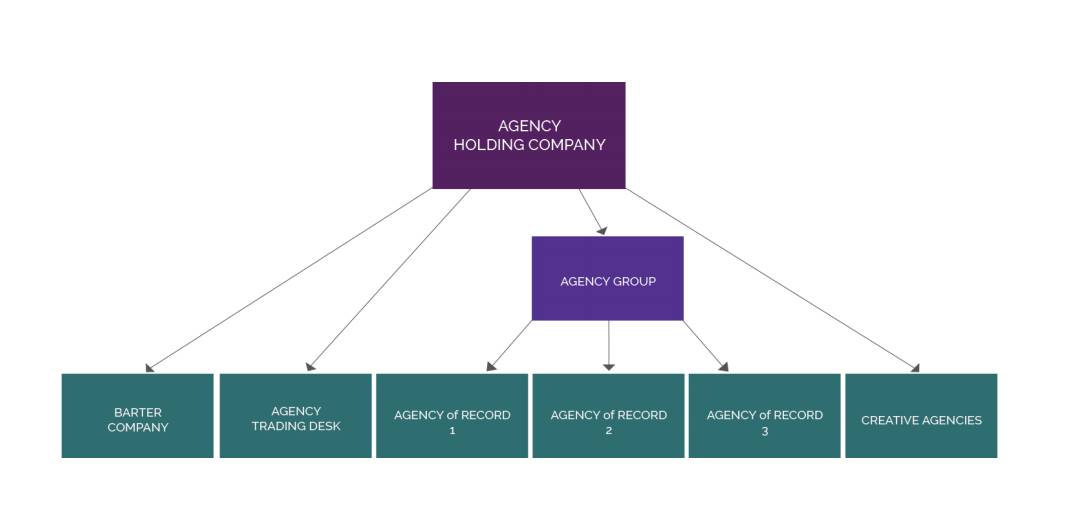 AGENCY
HOLDING COMPANY
AGENCY GROUP
BARTER
COMPANY
AGENCY
TRADING DESK
AGENCY of RECORD
1
AGENCY of RECORD
2
AGENCY of RECORD
3
CREATIVE AGENCIES